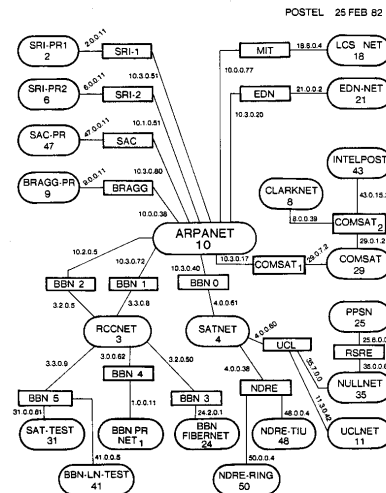 POSTEL 25 FEB 82
SRI-PR1
2
2.0.0.11
SRI-1
MIT
18.6.0.4
LCS NET
18
10.0.0.77
SRI-PR2
6
6.0.0.11
SRI-2
10.3.0.51
EDN
21.0.0.2
EDN-NET
21
10.3.0.20
SAC-PR
47
47.0.0.11
SAC
10.1.0.51
INTELPOST
43
BRAGG-PR
9
9.0.0.11
BRAGG
10.3.0.80
CLARKNET
8
8.0.0.39
COMSAT 2
10.0.0.38
ARPANET
10
10.3.0.17
COMSAT 1
29.0.7.2
COMSAT
29
10.2.0.5
10.3.0.72
10.3.0.40
BBN 2
BBN 1
BBN 0
3.2.0.5
3.3.0.8
4.0.0.61
PPSN
25
RCCNET
3
SATNET
4
4.0.0.60
UCL
RSRE
3.3.0.9
3.0.0.62
3.2.0.50
4.0.0.38
35.7.0.0
NULLNET
35
BBN 5
BBN 4
BBN 3
NDRE
31.0.0.61
1.0.0.11
24.2.0.1
48.0.0.4
11.3.0.42
SAT-TEST
31
BBN PR
NET 1
BBN
FIBERNET
24
NDRE-TIU
48
UCLNET
11
41.0.0.5
50.0.0.4
BBN-LN-TEST
41
NDRE-RING
50